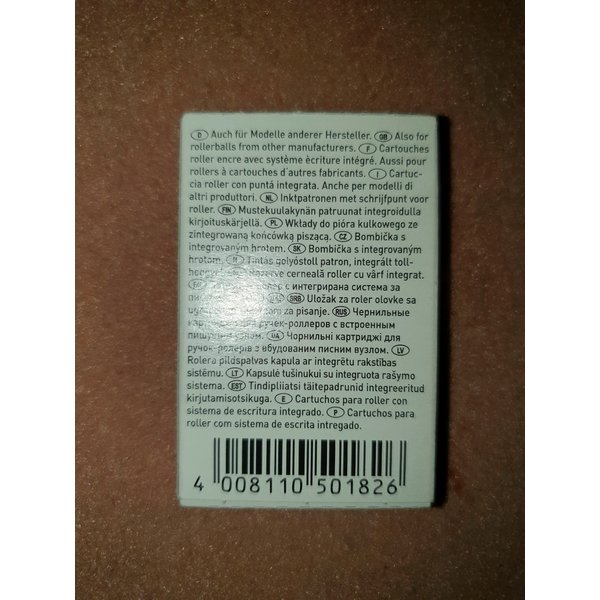 D Auch für Modelle anderer Hersteller. GB Also for
rollerballs from other manufacturers. F Cartouches
roller encre avec système ècriture intégré. Aussi pour
rollers à cartouches d'autres fabricants. I Cartuc-
cia roller con puntá integrata. Anche per modelli di
altri produttori. NL Inktpatronen met schrijfpunt voor
roller. FIN Mustekuulakynän patruunat integroidulla
kirjoituskärjellä. PL Wkłady do pióra kulkowego ze
zintegrowaną końcówką piszącą. CZ Bombička s
integrovaným hrotem. SK Bombička s integrovaným
hrotom. H Tintás golyóstoll patron, integrált toll-
Rezerve cerneală roller cu vârf integrat.
с интегрирана система за
SRB Uložak za roler olovke sa
za pisanje. RUS Чернильные
ручек-роллеров с встроенным
узлом. UA Чорнильні картриджі для
ручок-ролерів з вбудованим писним вузлом. LV
Rolera pildspalvas kapula ar integrētu rakstības
sistēmu. LT Kapsulė tušinukui su integruota rašymo
sistema. EST Tindipliiatsi täitepadrunid integreeritud
kirjutamisotsikuga. E Cartuchos para roller con
sistema de escritura integrado. P Cartuchos para
roller com sistema de escrita intregado.
4 008110 501826